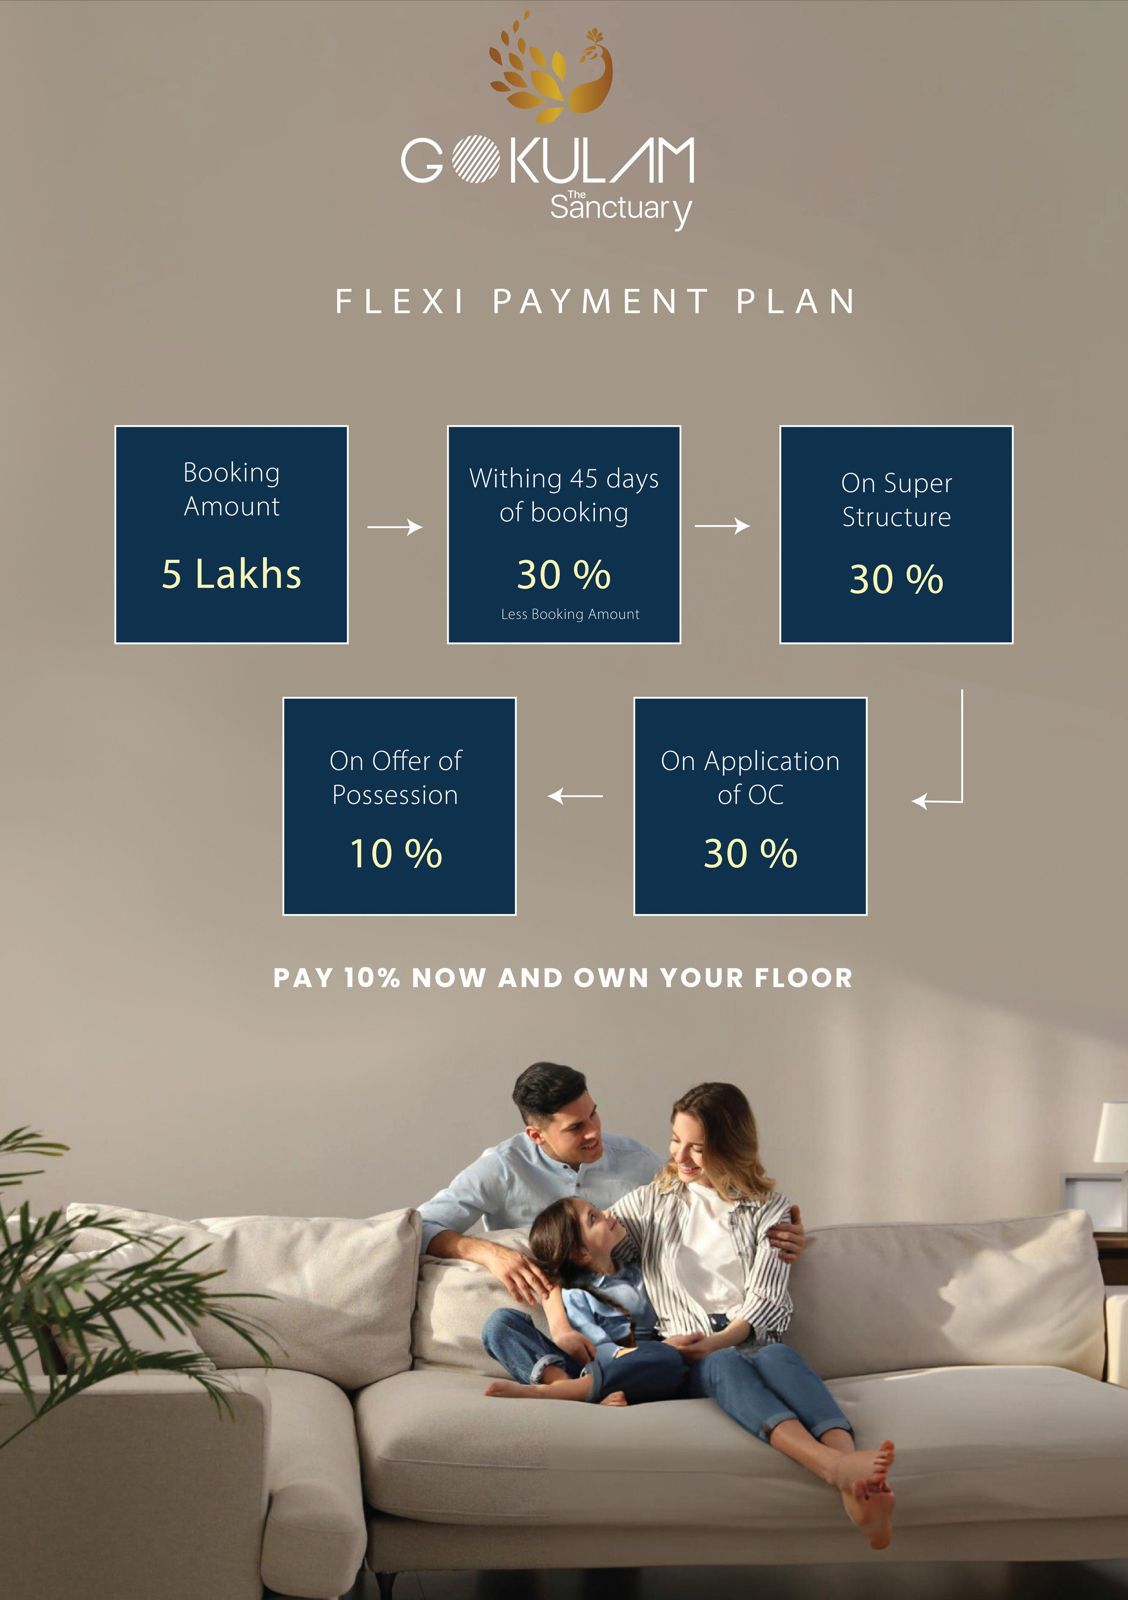 GOKULAM
The
Sanctuary
FLEXI PAYMENT PLAN
Booking
Amount
5 Lakhs
Withing 45 days
of booking
30 %
Less Booking Amount
On Super
Structure
30 %
On Offer of
Possession
10 %
On Application
of OC
30 %
PAY 10% NOW AND OWN YOUR FLOOR